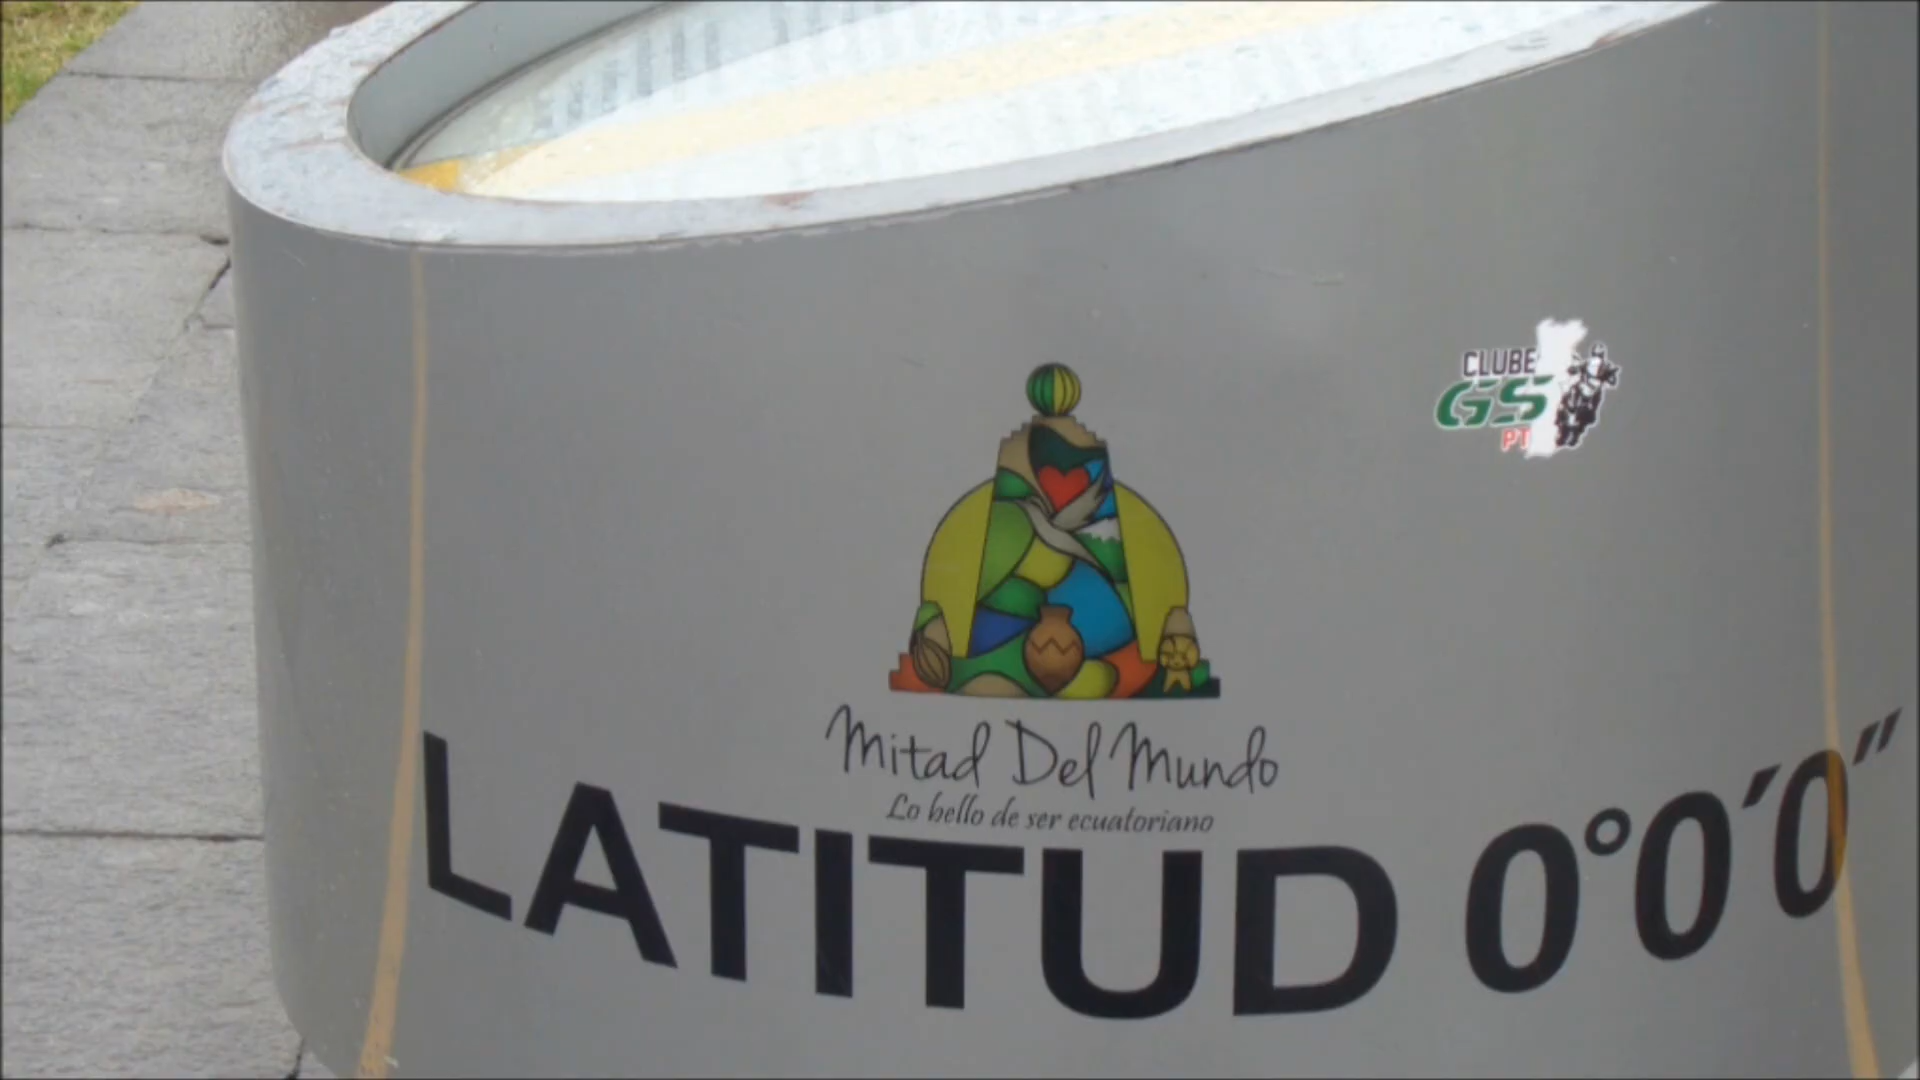 CLUBE
GS
PT
Mitad Del Mundo
Lo bello de ser ecuatoriano
LATITUD 0°0′0″